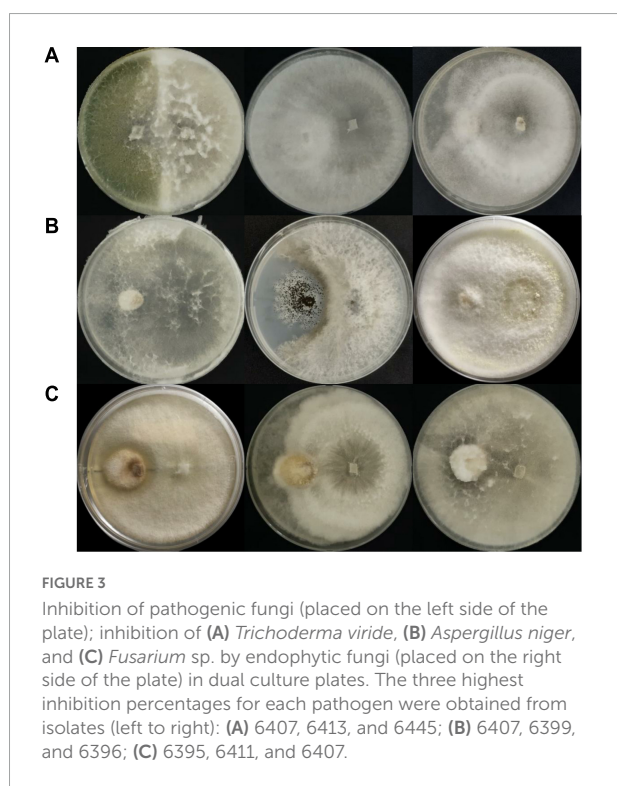 A
B
C
FIGURE 3
Inhibition of pathogenic fungi (placed on the left side of the
plate); inhibition of (A) Trichoderma viride, (B) Aspergillus niger,
and (C) Fusarium sp. by endophytic fungi (placed on the right
side of the plate) in dual culture plates. The three highest
inhibition percentages for each pathogen were obtained from
isolates (left to right): (A) 6407, 6413, and 6445; (B) 6407, 6399,
and 6396; (C) 6395, 6411, and 6407.